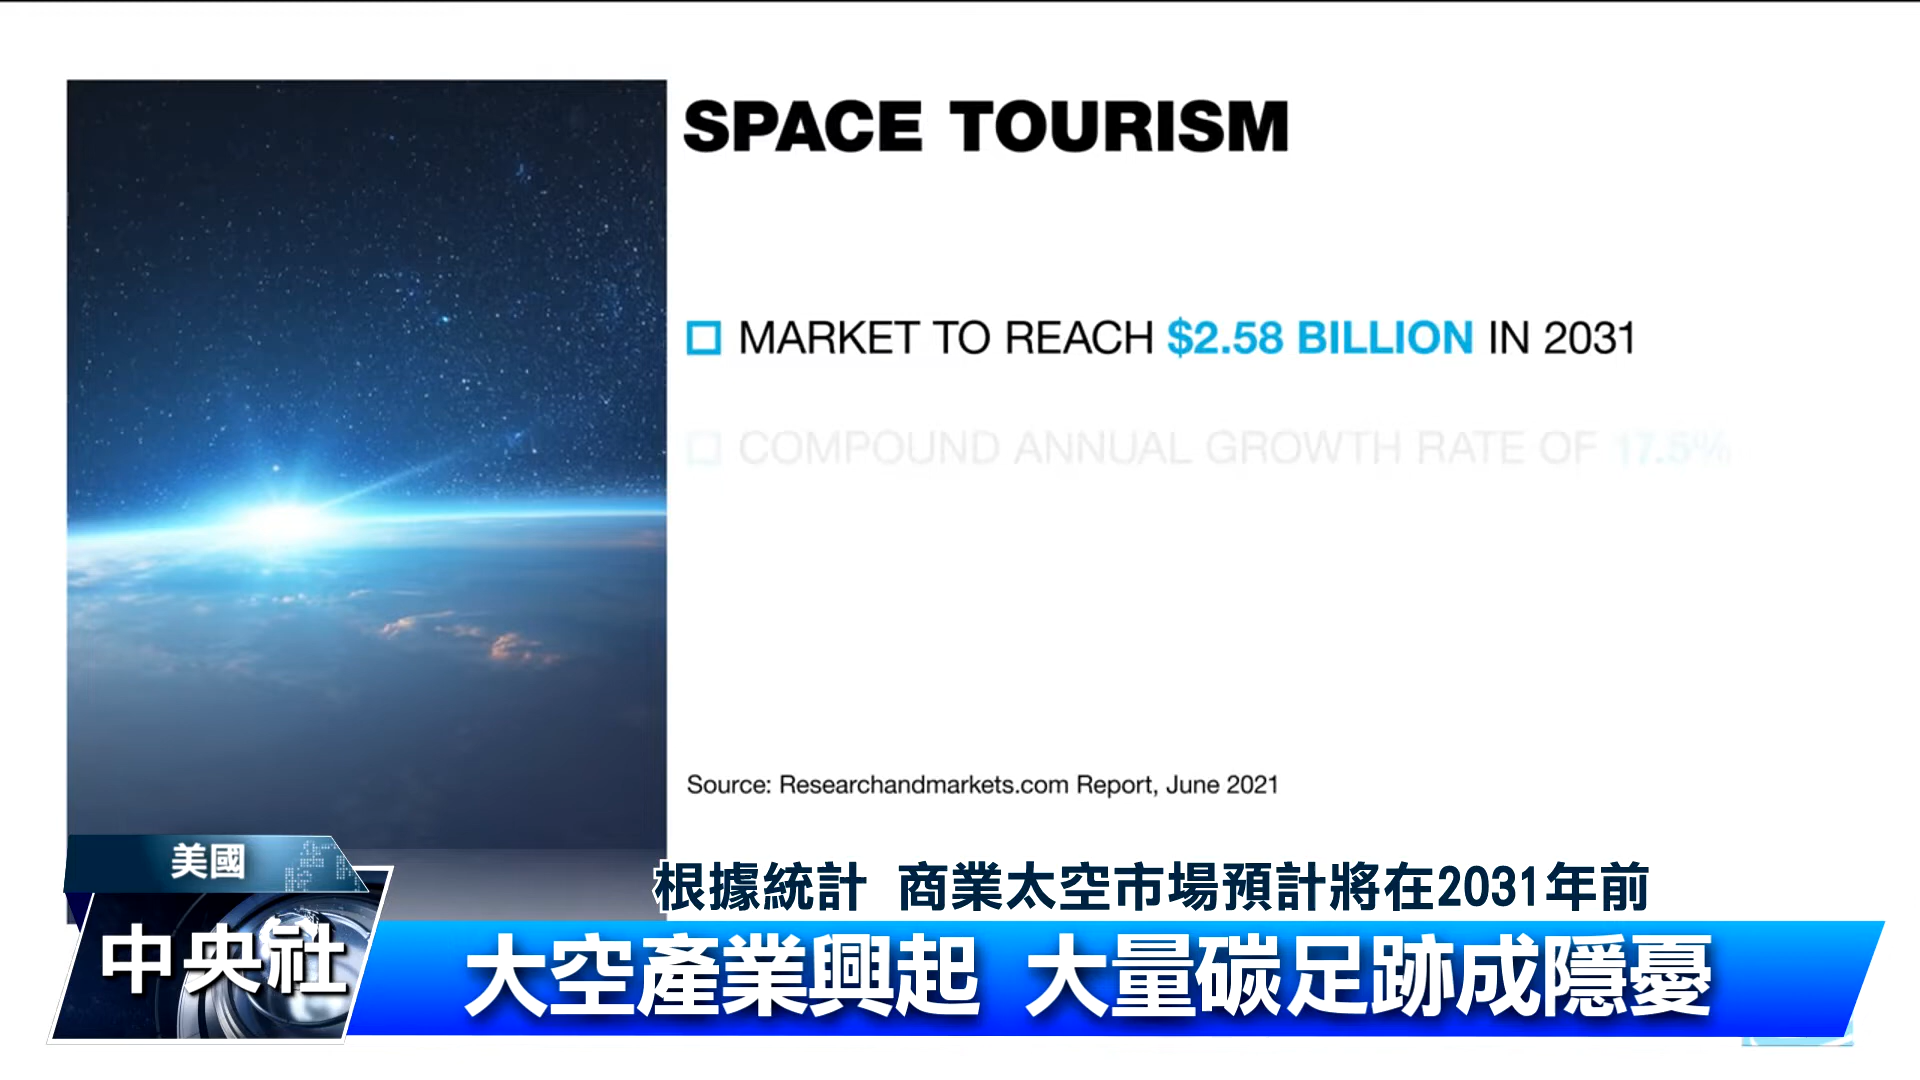 SPACE TOURISM
MARKET TO REACH $2.58 BILLION IN 2031
COMPOUND ANNUAL GROWTH RATE OF 17.5%
Source: Researchandmarkets.com Report, June 2021
美國
根據統計 商業太空市場預計將在2031年前
中央社
大空產業興起 大量碳足跡成隱憂